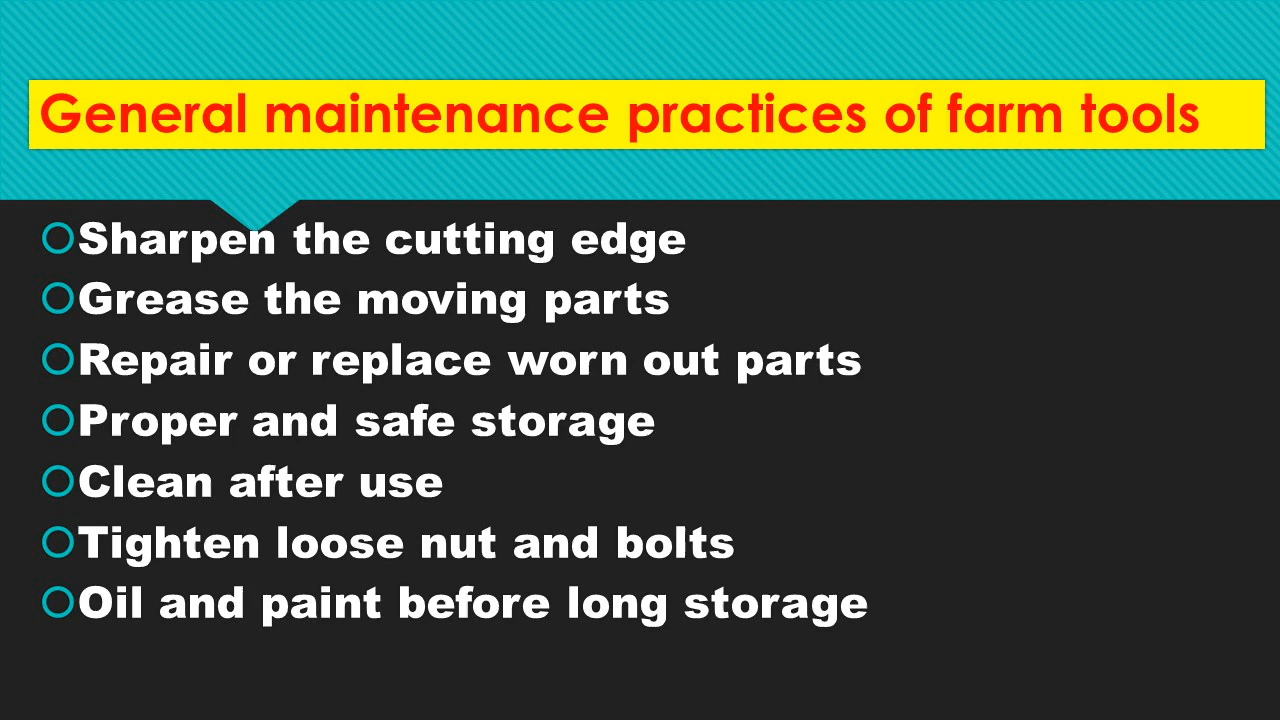 General maintenance practices of farm tools
Sharpen the cutting edge
Grease the moving parts
Repair or replace worn out parts
Proper and safe storage
Clean after use
Tighten loose nut and bolts
Oil and paint before long storage